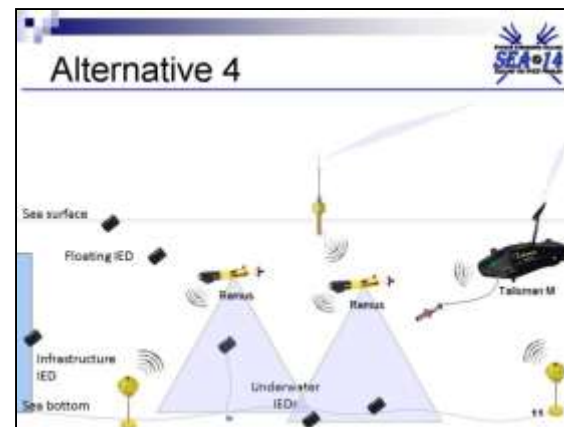 Alternative 4
SEA 14
Sea surface
Floating IED
Remus
Remus
Talisman M
Infrastructure
IED
Underwater
IEDs
Sea bottom